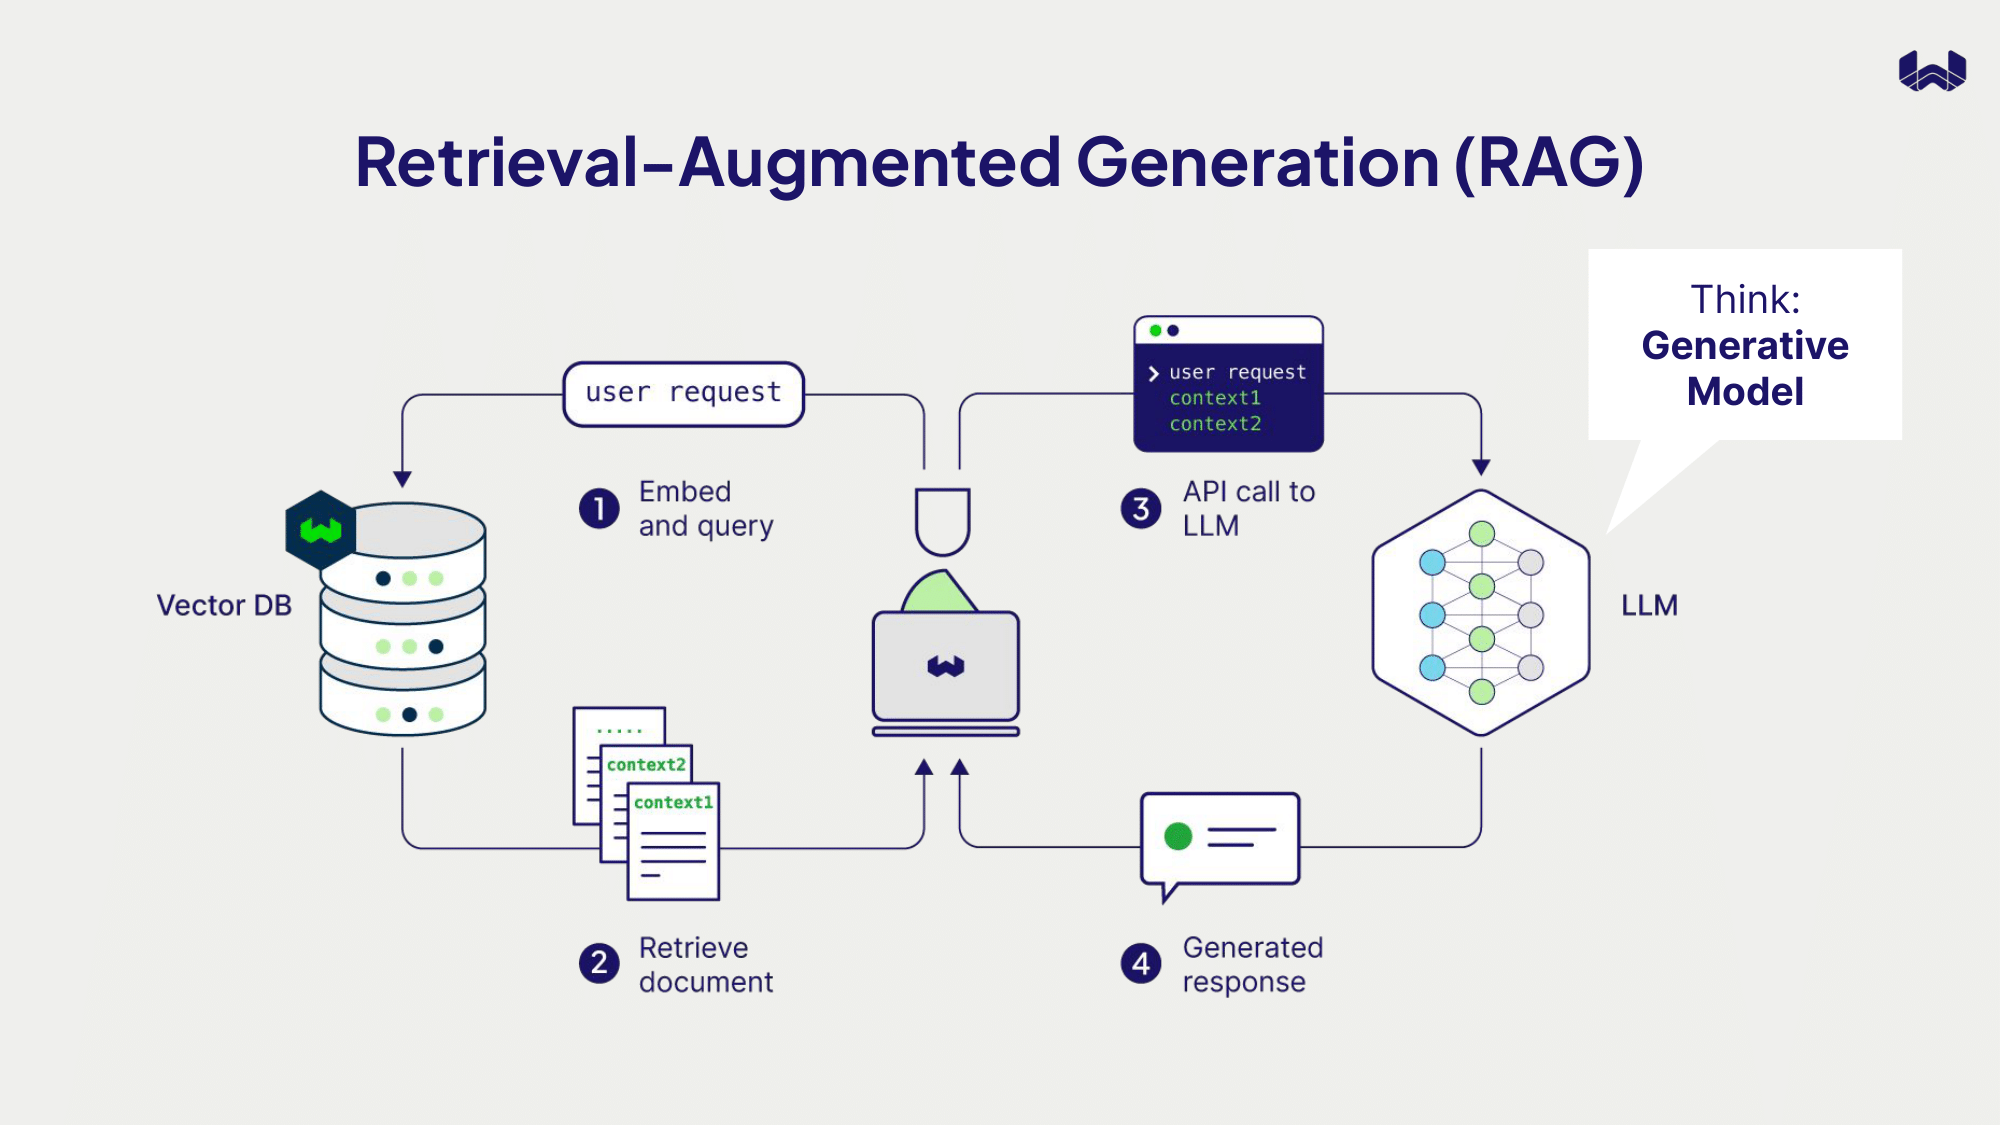 Retrieval-Augmented Generation (RAG)
Think:
Generative
Model
user request
❯ user request
context1
context2
1 Embed
and query
3 API call to
LLM
Vector DB
LLM
.....
context2
context1
2 Retrieve
document
4 Generated
response